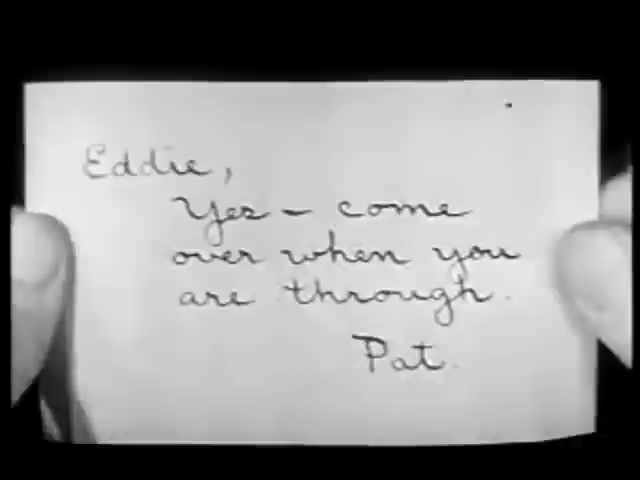 Eddie,
Yes - come
over when you
are through.
Pat.